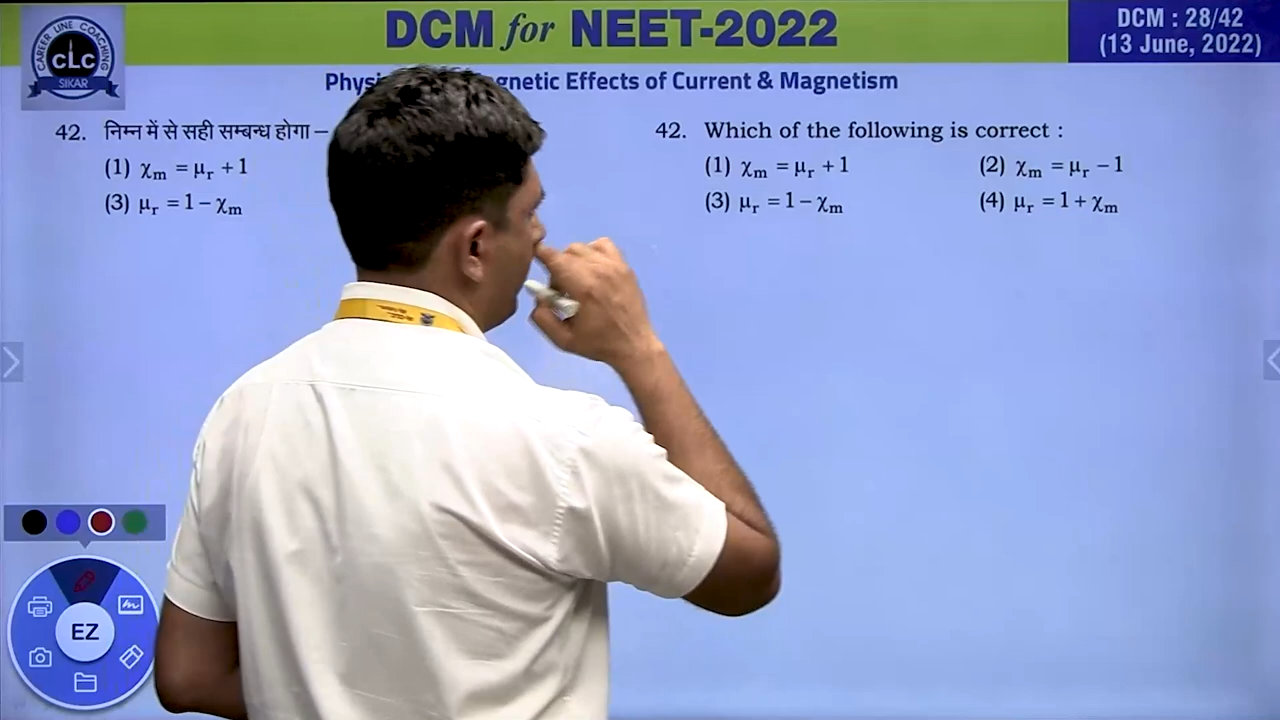 DCM for NEET-2022
DCM : 28/42
(13 June, 2022)
CAREER LINE COACHING
CLC
SIKAR
Effects of Current & Magnetism
42. निम्न में से सही सम्बन्ध होगा –
(1) χm = μr + 1
(3) μr = 1 – χm
42. Which of the following is correct :
(1) χm = μr + 1 (2) χm = μr – 1
(3) μr = 1 – χm (4) μr = 1 + χm
EZ